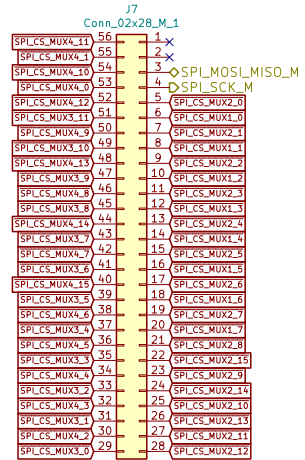 J7
Conn_02x28_M_1
SPI_CS_MUX4_11 56 1
SPI_CS_MUX4_1 55 2
SPI_CS_MUX4_10 54 3 SPI_MOSI_MISO_M
SPI_CS_MUX4_0 53 4 SPI_SCK_M
SPI_CS_MUX4_12 52 5 SPI_CS_MUX2_0
SPI_CS_MUX3_11 51 6 SPI_CS_MUX1_0
SPI_CS_MUX4_9 50 7 SPI_CS_MUX2_1
SPI_CS_MUX3_10 49 8 SPI_CS_MUX1_1
SPI_CS_MUX4_13 48 9 SPI_CS_MUX2_2
SPI_CS_MUX3_9 47 10 SPI_CS_MUX1_2
SPI_CS_MUX4_8 46 11 SPI_CS_MUX2_3
SPI_CS_MUX3_8 45 12 SPI_CS_MUX1_3
SPI_CS_MUX4_14 44 13 SPI_CS_MUX2_4
SPI_CS_MUX3_7 43 14 SPI_CS_MUX1_4
SPI_CS_MUX4_7 42 15 SPI_CS_MUX2_5
SPI_CS_MUX3_6 41 16 SPI_CS_MUX1_5
SPI_CS_MUX4_15 40 17 SPI_CS_MUX2_6
SPI_CS_MUX3_5 39 18 SPI_CS_MUX1_6
SPI_CS_MUX4_6 38 19 SPI_CS_MUX2_7
SPI_CS_MUX3_4 37 20 SPI_CS_MUX1_7
SPI_CS_MUX4_5 36 21 SPI_CS_MUX2_8
SPI_CS_MUX3_3 35 22 SPI_CS_MUX2_15
SPI_CS_MUX4_4 34 23 SPI_CS_MUX2_9
SPI_CS_MUX3_2 33 24 SPI_CS_MUX2_14
SPI_CS_MUX4_3 32 25 SPI_CS_MUX2_10
SPI_CS_MUX3_1 31 26 SPI_CS_MUX2_13
SPI_CS_MUX4_2 30 27 SPI_CS_MUX2_11
SPI_CS_MUX3_0 29 28 SPI_CS_MUX2_12